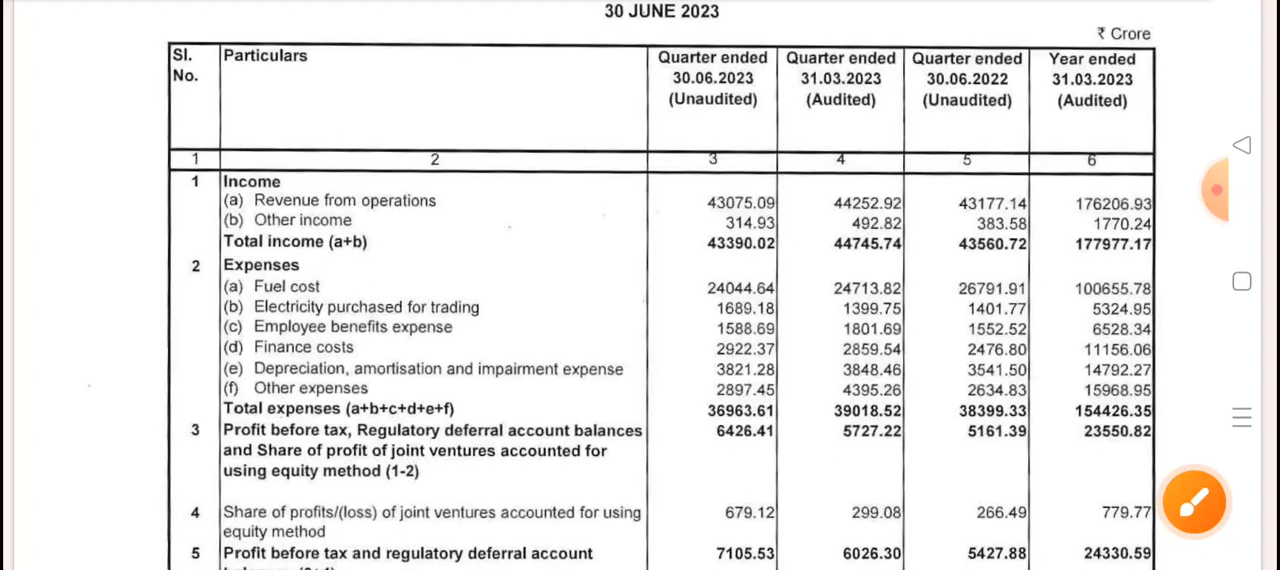 30 JUNE 2023
₹ Crore
Sl. No. Particulars Quarter ended 30.06.2023 (Unaudited) Quarter ended 31.03.2023 (Audited) Quarter ended 30.06.2022 (Unaudited) Year ended 31.03.2023 (Audited)
1 2 3 4 5 6
1 Income
(a) Revenue from operations 43075.09 44252.92 43177.14 176206.93
(b) Other income 314.93 492.82 383.58 1770.24
Total income (a+b) 43390.02 44745.74 43560.72 177977.17
2 Expenses
(a) Fuel cost 24044.64 24713.82 26791.91 100655.78
(b) Electricity purchased for trading 1689.18 1399.75 1401.77 5324.95
(c) Employee benefits expense 1588.69 1801.69 1552.52 6528.34
(d) Finance costs 2922.37 2859.54 2476.80 11156.06
(e) Depreciation, amortisation and impairment expense 3821.28 3848.46 3541.50 14792.27
(f) Other expenses 2897.45 4395.26 2634.83 15968.95
Total expenses (a+b+c+d+e+f) 36963.61 39018.52 38399.33 154426.35
3 Profit before tax, Regulatory deferral account balances 6426.41 5727.22 5161.39 23550.82
and Share of profit of joint ventures accounted for
using equity method (1-2)
4 Share of profits/(loss) of joint ventures accounted for using 679.12 299.08 266.49 779.77
equity method
5 Profit before tax and regulatory deferral account 7105.53 6026.30 5427.88 24330.59